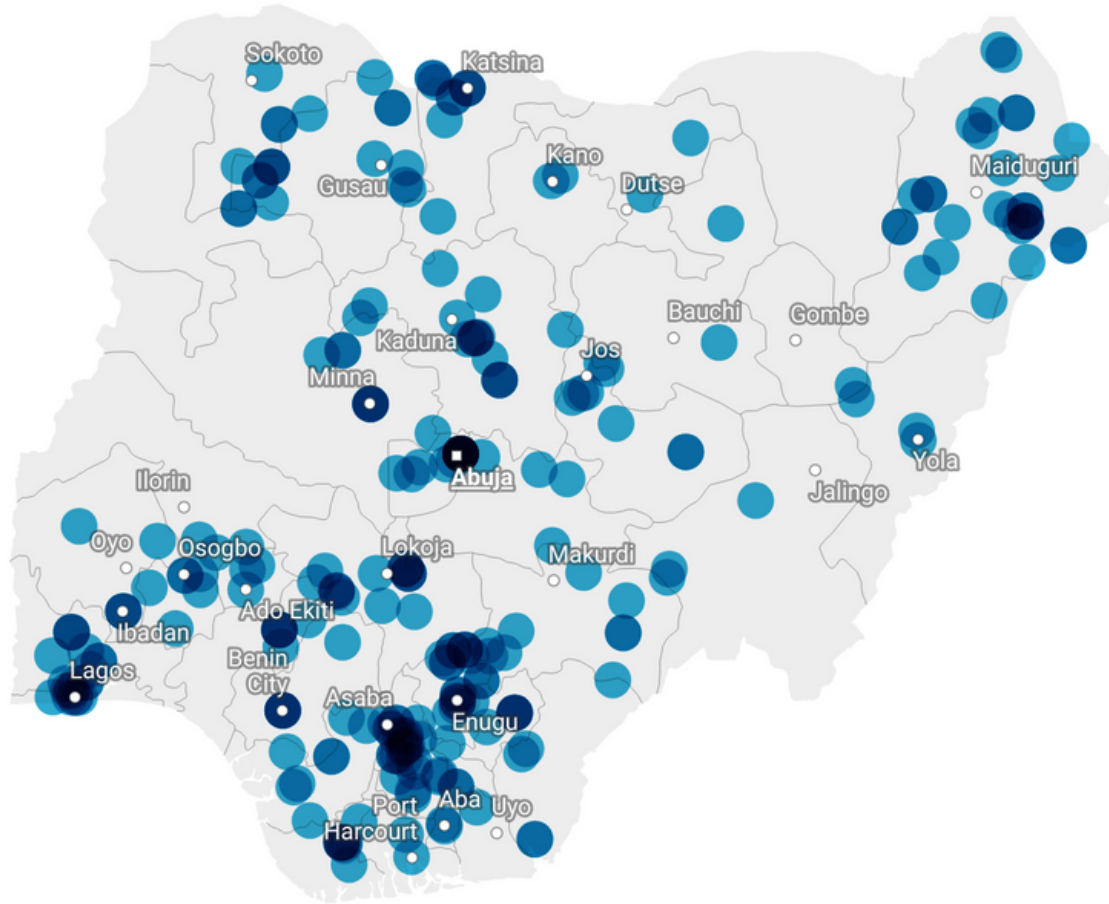 Sokoto
Katsina
Kano
Maiduguri
Gusau
Dutse
Bauchi
Gombe
Kaduna
Jos
Minna
Abuja
Yola
Ilorin
Jalingo
Oyo
Osogbo
Lokoja
Makurdi
Ado Ekiti
Ibadan
Benin
City
Lagos
Asaba
Enugu
Port
Harcourt
Aba
Uyo